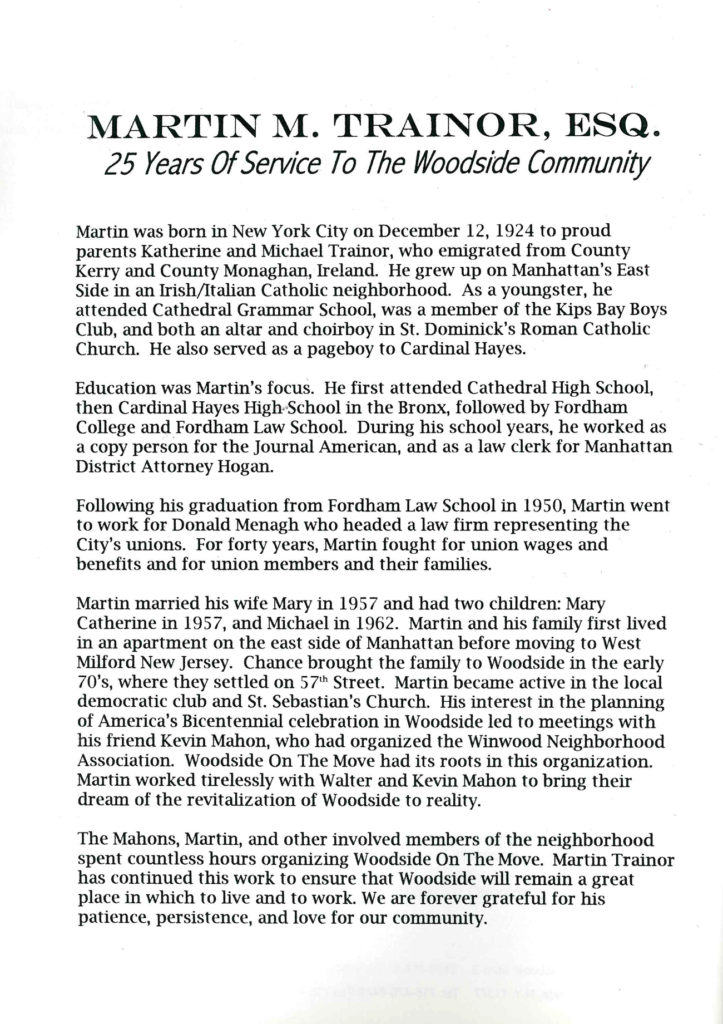 MARTIN M. TRAINOR, ESQ.
25 Years Of Service To The Woodside Community
Martin was born in New York City on December 12, 1924 to proud
parents Katherine and Michael Trainor, who emigrated from County
Kerry and County Monaghan, Ireland. He grew up on Manhattan's East
Side in an Irish/Italian Catholic neighborhood. As a youngster, he
attended Cathedral Grammar School, was a member of the Kips Bay Boys
Club, and both an altar and choirboy in St. Dominick's Roman Catholic
Church. He also served as a pageboy to Cardinal Hayes.
Education was Martin's focus. He first attended Cathedral High School,
then Cardinal Hayes High School in the Bronx, followed by Fordham
College and Fordham Law School. During his school years, he worked as
a copy person for the Journal American, and as a law clerk for Manhattan
District Attorney Hogan.
Following his graduation from Fordham Law School in 1950, Martin went
to work for Donald Menagh who headed a law firm representing the
City's unions. For forty years, Martin fought for union wages and
benefits and for union members and their families.
Martin married his wife Mary in 1957 and had two children: Mary
Catherine in 1957, and Michael in 1962. Martin and his family first lived
in an apartment on the east side of Manhattan before moving to West
Milford New Jersey. Chance brought the family to Woodside in the early
70's, where they settled on 57th Street. Martin became active in the local
democratic club and St. Sebastian's Church. His interest in the planning
of America's Bicentennial celebration in Woodside led to meetings with
his friend Kevin Mahon, who had organized the Winwood Neighborhood
Association. Woodside On The Move had its roots in this organization.
Martin worked tirelessly with Walter and Kevin Mahon to bring their
dream of the revitalization of Woodside to reality.
The Mahons, Martin, and other involved members of the neighborhood
spent countless hours organizing Woodside On The Move. Martin Trainor
has continued this work to ensure that Woodside will remain a great
place in which to live and to work. We are forever grateful for his
patience, persistence, and love for our community.